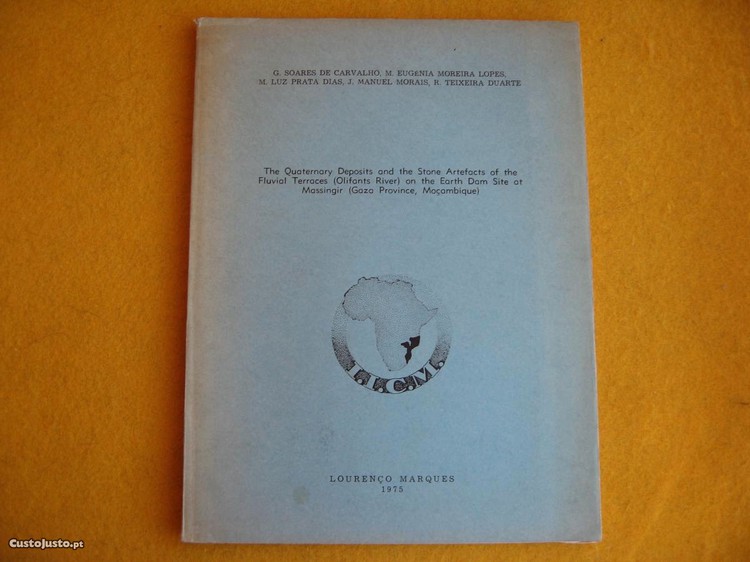 G. SOARES DE CARVALHO, M. EUGÊNIA MOREIRA LOPES,
M. LUZ PRATA DIAS, J. MANUEL MORAIS, R. TEIXEIRA DUARTE
The Quaternary Deposits and the Stone Artefacts of the
Fluvial Terraces (Olifants River) on the Earth Dam Site at
Massingir (Gaza Province, Moçambique)
I.I.C.M.
LOURENÇO MARQUES
1975
CustoJusto.pt